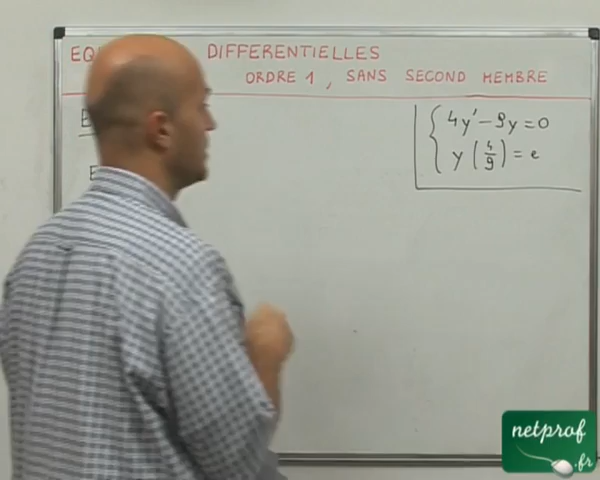 EQ DIFFERENTIELLES
ORDRE 1, SANS SECOND MEMBRE
4y' - 9y = 0
y (4/9) = e
netprof
.fr